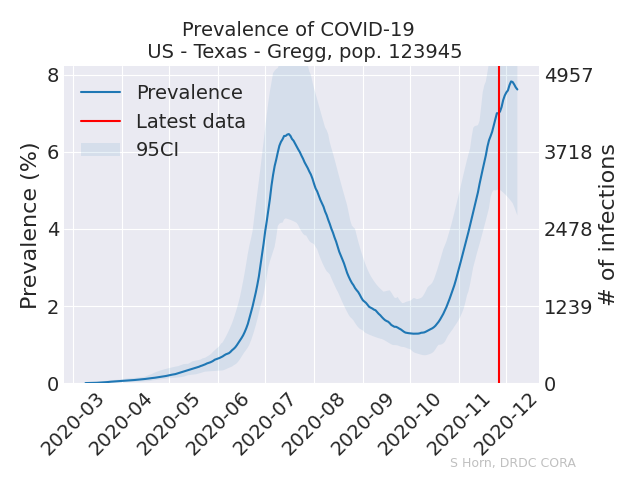 Prevalence of COVID-19
US - Texas - Gregg, pop. 123945
Prevalence
Latest data
95CI
Prevalence (%)
8
6
4
2
0
4957
3718
2478
1239
0
# of infections
2020-03
2020-04
2020-05
2020-06
2020-07
2020-08
2020-09
2020-10
2020-11
2020-12
S Horn, DRDC CORA